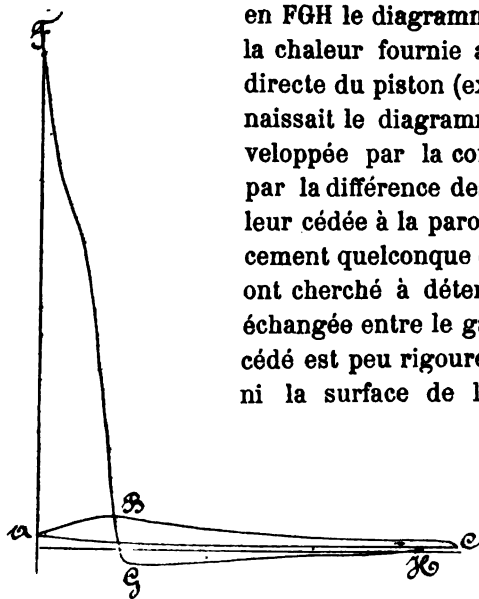 F
en FGH le diagramm
la chaleur fournie a
directe du piston (ex
naissait le diagramm
veloppée par la co
par la différence de
leur cédée à la paro
cement quelconque
ont cherché à déter
échangée entre le ga
cédé est peu rigoure
ni la surface de l
B
a
C
G
H